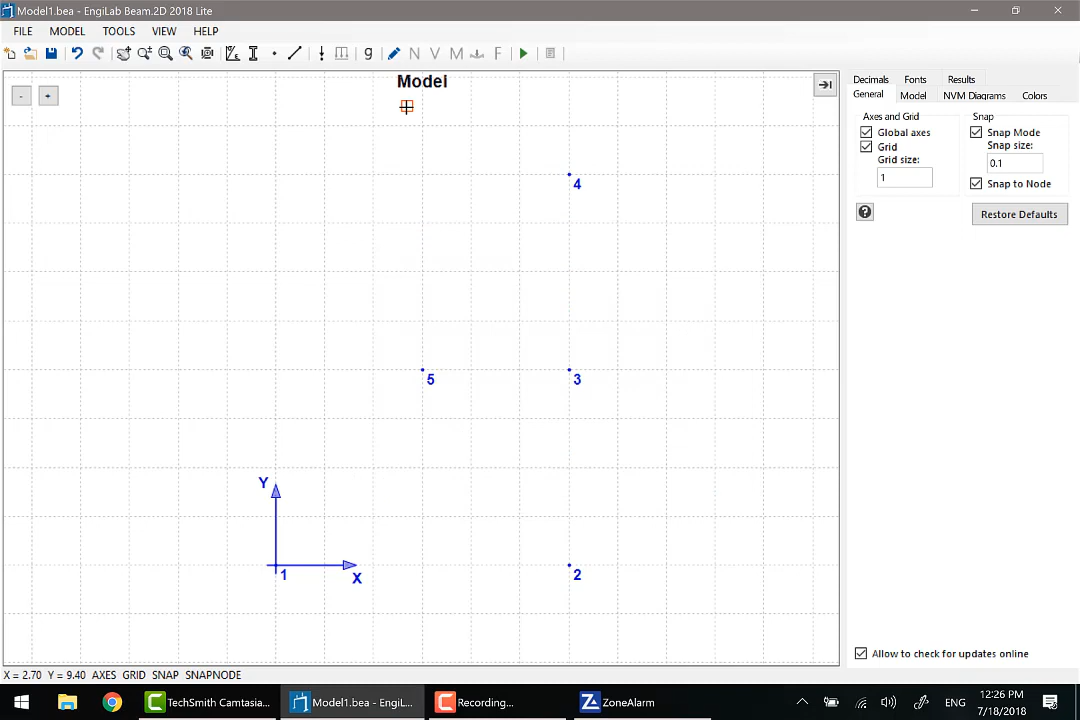 Model1.bea - EngiLab Beam.2D 2018 Lite
FILE MODEL TOOLS VIEW HELP
g N V M F
- +
Model
4
5
3
Y
1
X
2
Decimals Fonts Results
General Model NVM Diagrams Colors
Axes and Grid
Global axes
Grid
Grid size:
1
Snap
Snap Mode
Snap size:
0.1
Snap to Node
?
Restore Defaults
Allow to check for updates online
X = 2.70 Y = 9.40 AXES GRID SNAP SNAPNODE
TechSmith Camtasia... Model1.bea - EngiL... Recording... ZoneAlarm
ENG
12:26 PM
7/18/2018